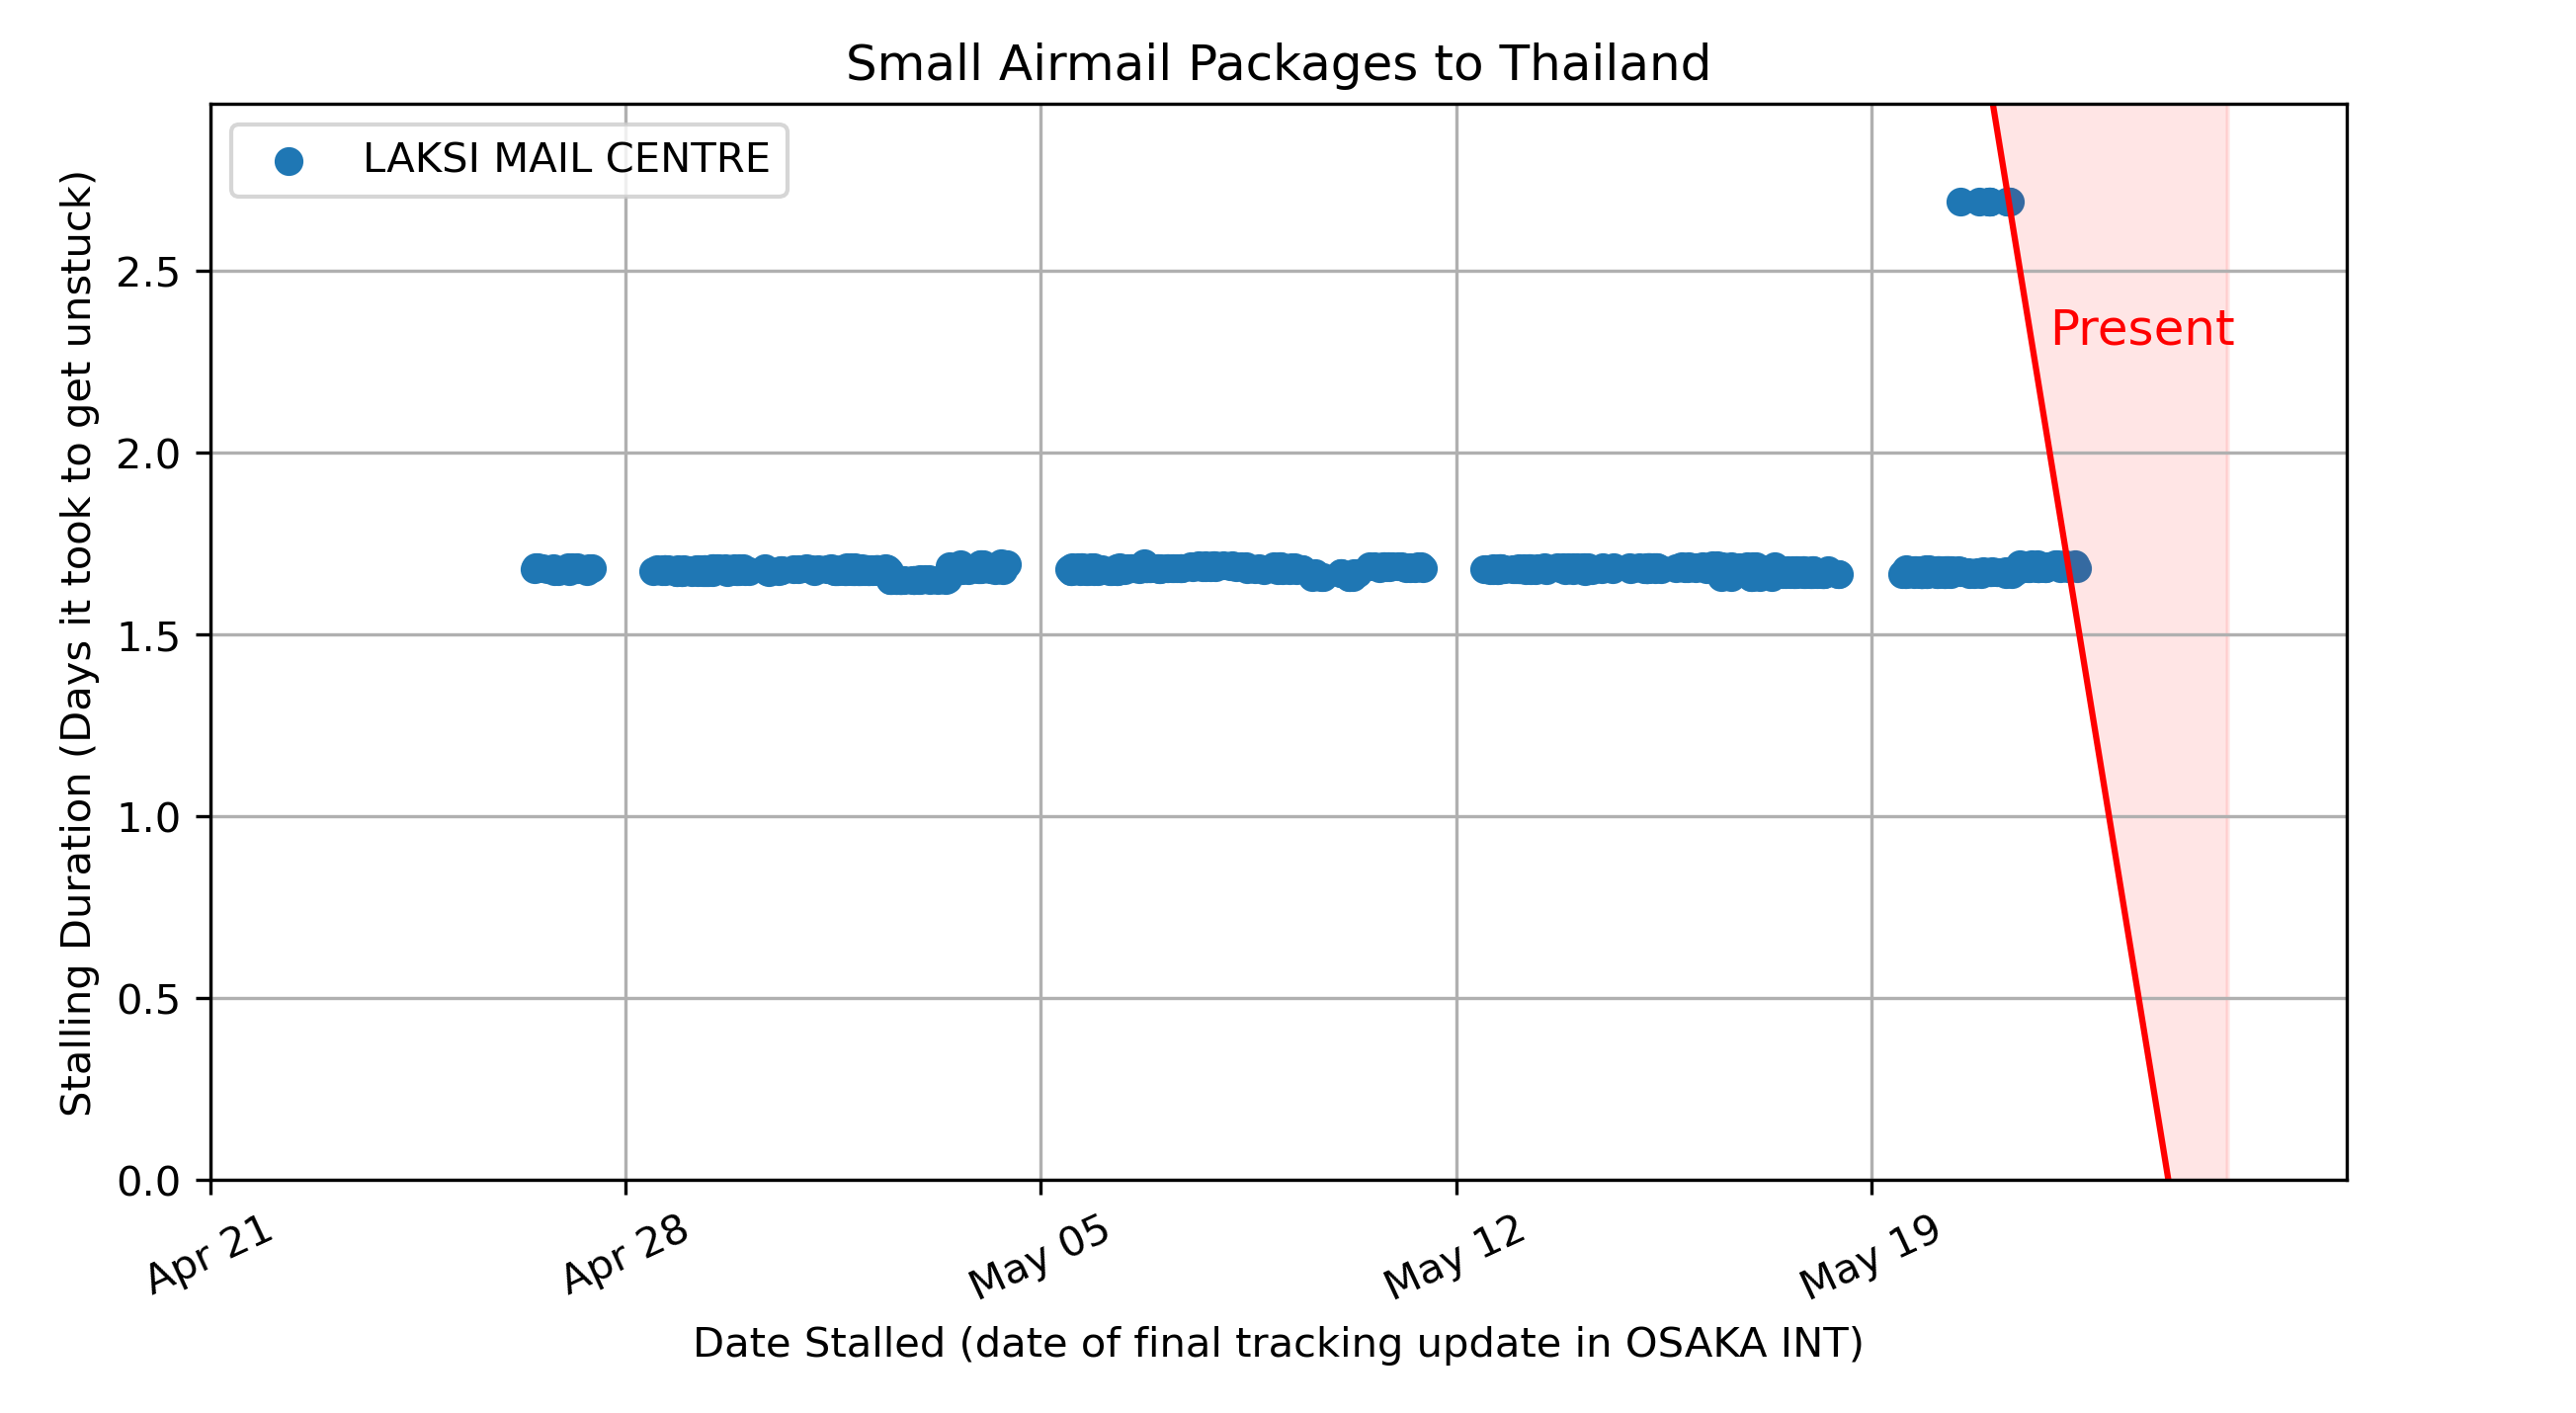 Small Airmail Packages to Thailand
LAKSI MAIL CENTRE
Stalling Duration (Days it took to get unstuck)
2.5
2.0
1.5
1.0
0.5
0.0
Present
Apr 21
Apr 28
May 05
May 12
May 19
Date Stalled (date of final tracking update in OSAKA INT)